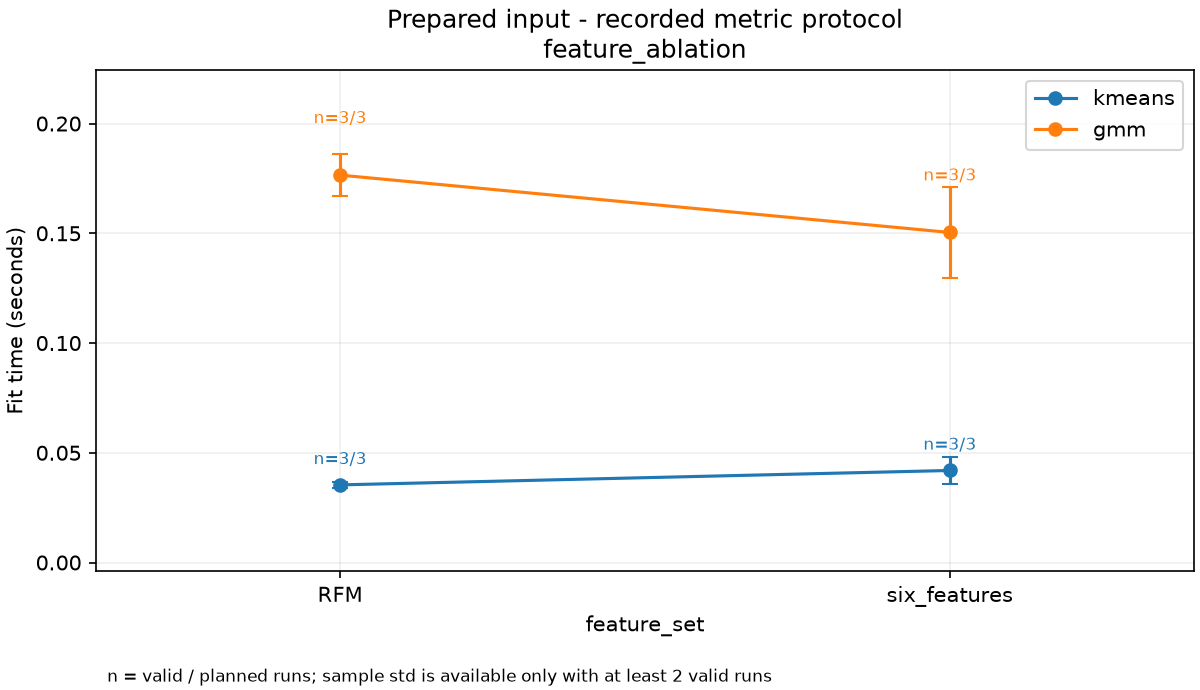 Prepared input - recorded metric protocol
feature_ablation
kmeans
gmm
0.20
0.15
0.10
0.05
0.00
Fit time (seconds)
n=3/3
n=3/3
n=3/3
n=3/3
RFM
six_features
feature_set
n = valid / planned runs; sample std is available only with at least 2 valid runs